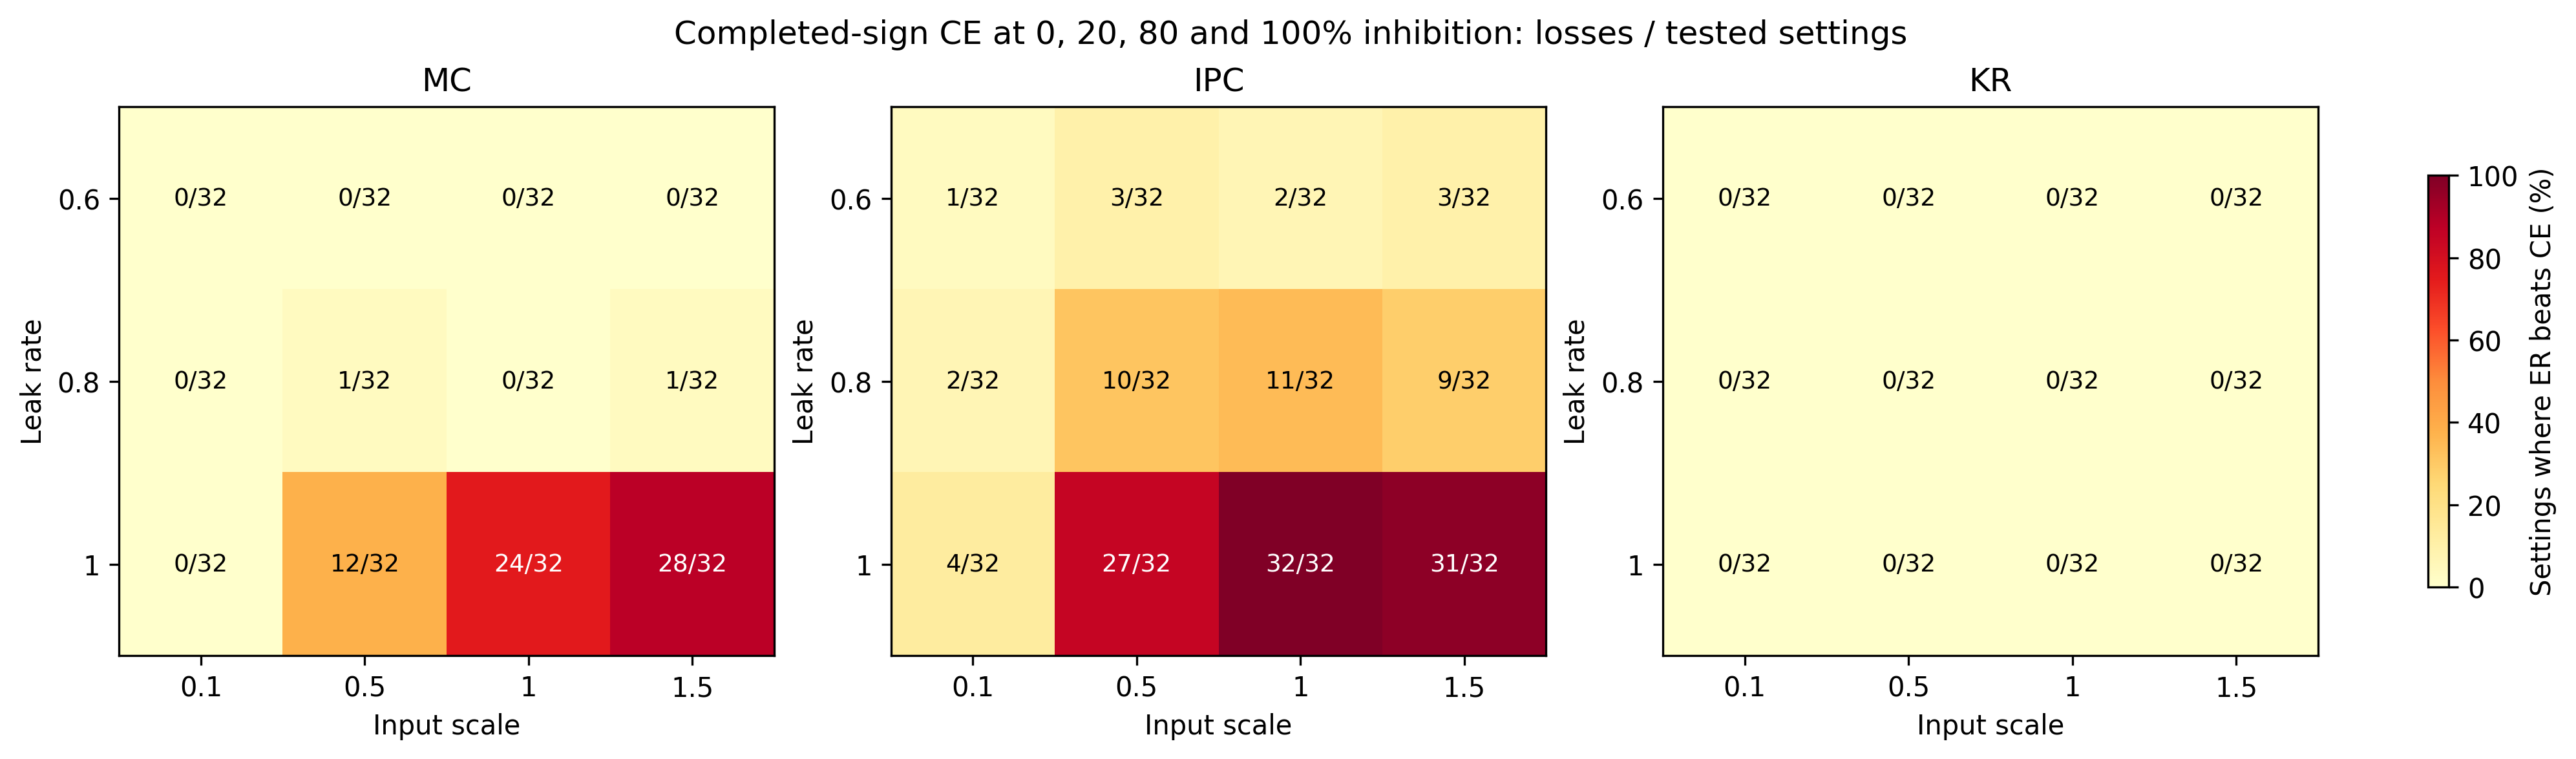 Completed-sign CE at 0, 20, 80 and 100% inhibition: losses / tested settings
MC
Leak rate
0.6
0/32 0/32 0/32 0/32
0.8
0/32 1/32 0/32 1/32
1
0/32 12/32 24/32 28/32
0.1 0.5 1 1.5
Input scale
IPC
Leak rate
0.6
1/32 3/32 2/32 3/32
0.8
2/32 10/32 11/32 9/32
1
4/32 27/32 32/32 31/32
0.1 0.5 1 1.5
Input scale
KR
Leak rate
0.6
0/32 0/32 0/32 0/32
0.8
0/32 0/32 0/32 0/32
1
0/32 0/32 0/32 0/32
0.1 0.5 1 1.5
Input scale
100
80
60
40
20
0
Settings where ER beats CE (%)